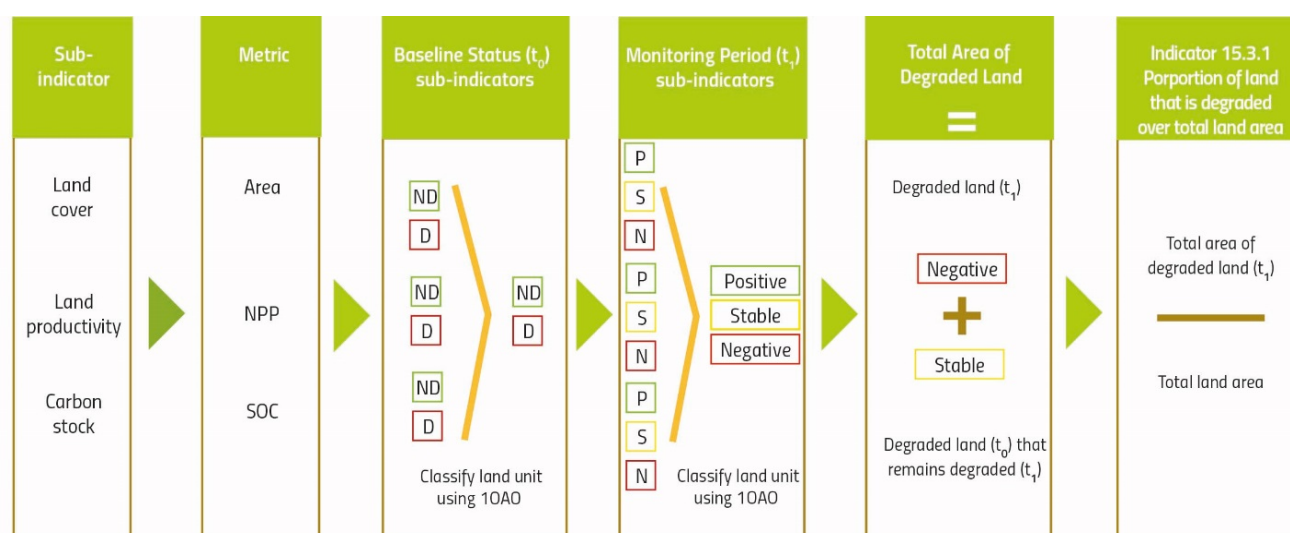 Sub-
indicator
Land
cover
Land
productivity
Carbon
stock
Metric
Area
NPP
SOC
Baseline Status (t0)
sub-indicators
ND
D
ND
D
ND
D
ND
D
Classify land unit
using 1OAO
Monitoring Period (t1)
sub-indicators
P
S
N
P
S
N
P
S
N
Positive
Stable
Negative
Classify land unit
using 1OAO
Total Area of
Degraded Land
=
Degraded land (t1)
Negative
+
Stable
Degraded land (t0) that
remains degraded (t1)
Indicator 15.3.1
Porportion of land
that is degraded
over total land area
Total area of
degraded land (t1)
Total land area